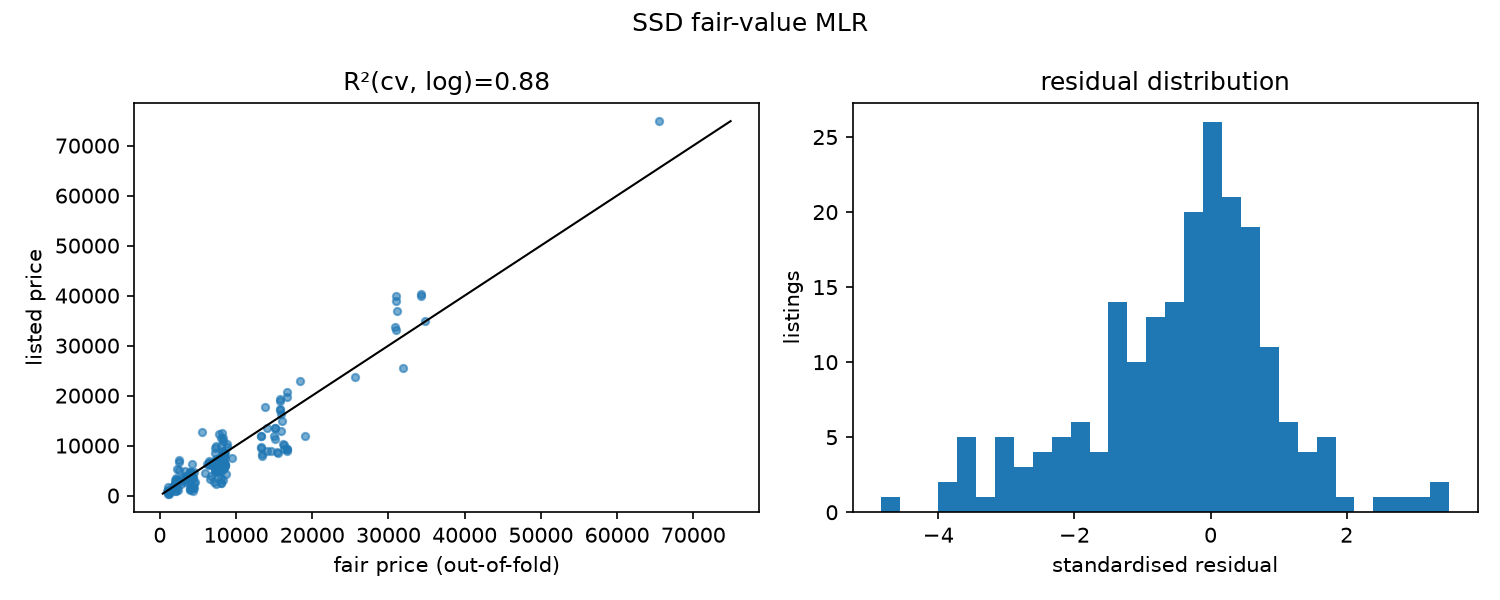 SSD fair-value MLR
R²(cv, log)=0.88
listed price
70000
60000
50000
40000
30000
20000
10000
0
0 10000 20000 30000 40000 50000 60000 70000
fair price (out-of-fold)
residual distribution
listings
25
20
15
10
5
0
−4 −2 0 2
standardised residual